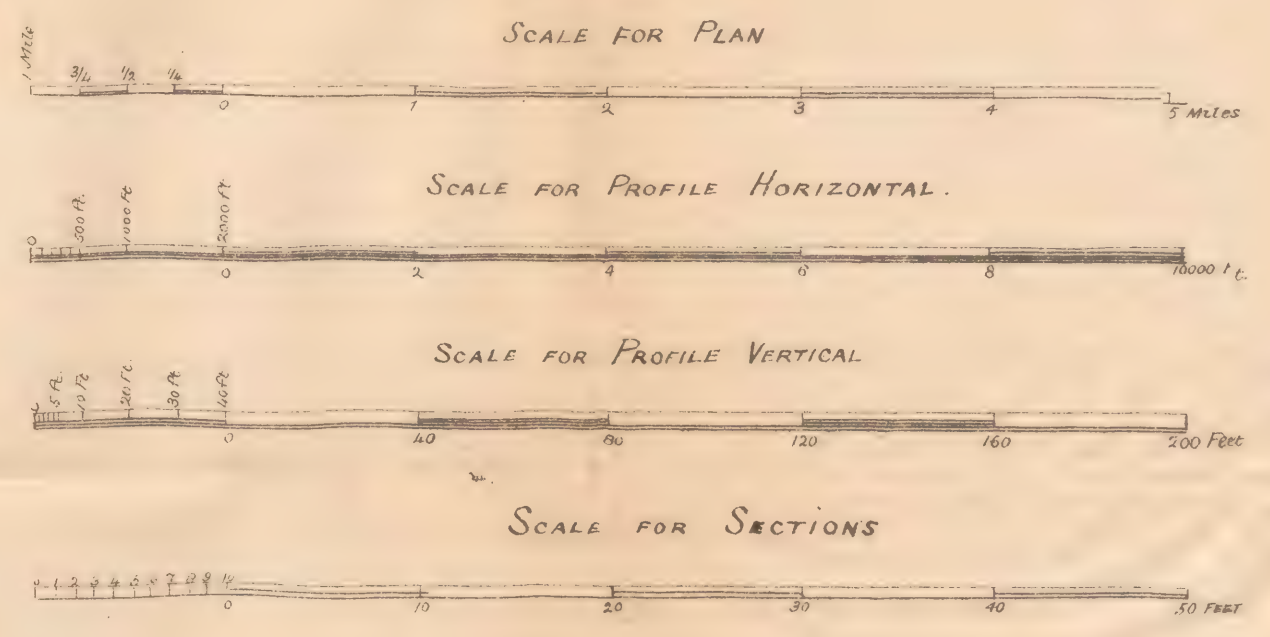 SCALE FOR PLAN
1 Mile 3/4 1/2 1/4
0 1 2 3 4 5 Miles
SCALE FOR PROFILE HORIZONTAL.
0 500 Ft. 1000 Ft 2000 Ft.
0 2 4 6 8 10000 Ft.
SCALE FOR PROFILE VERTICAL
5 Ft. 10 Ft 20 Ft. 30 Ft 40 Ft
0 40 80 120 160 200 Feet
SCALE FOR SECTIONS
0 1 2 3 4 5 6 7 8 9 10
0 10 20 30 40 50 FEET